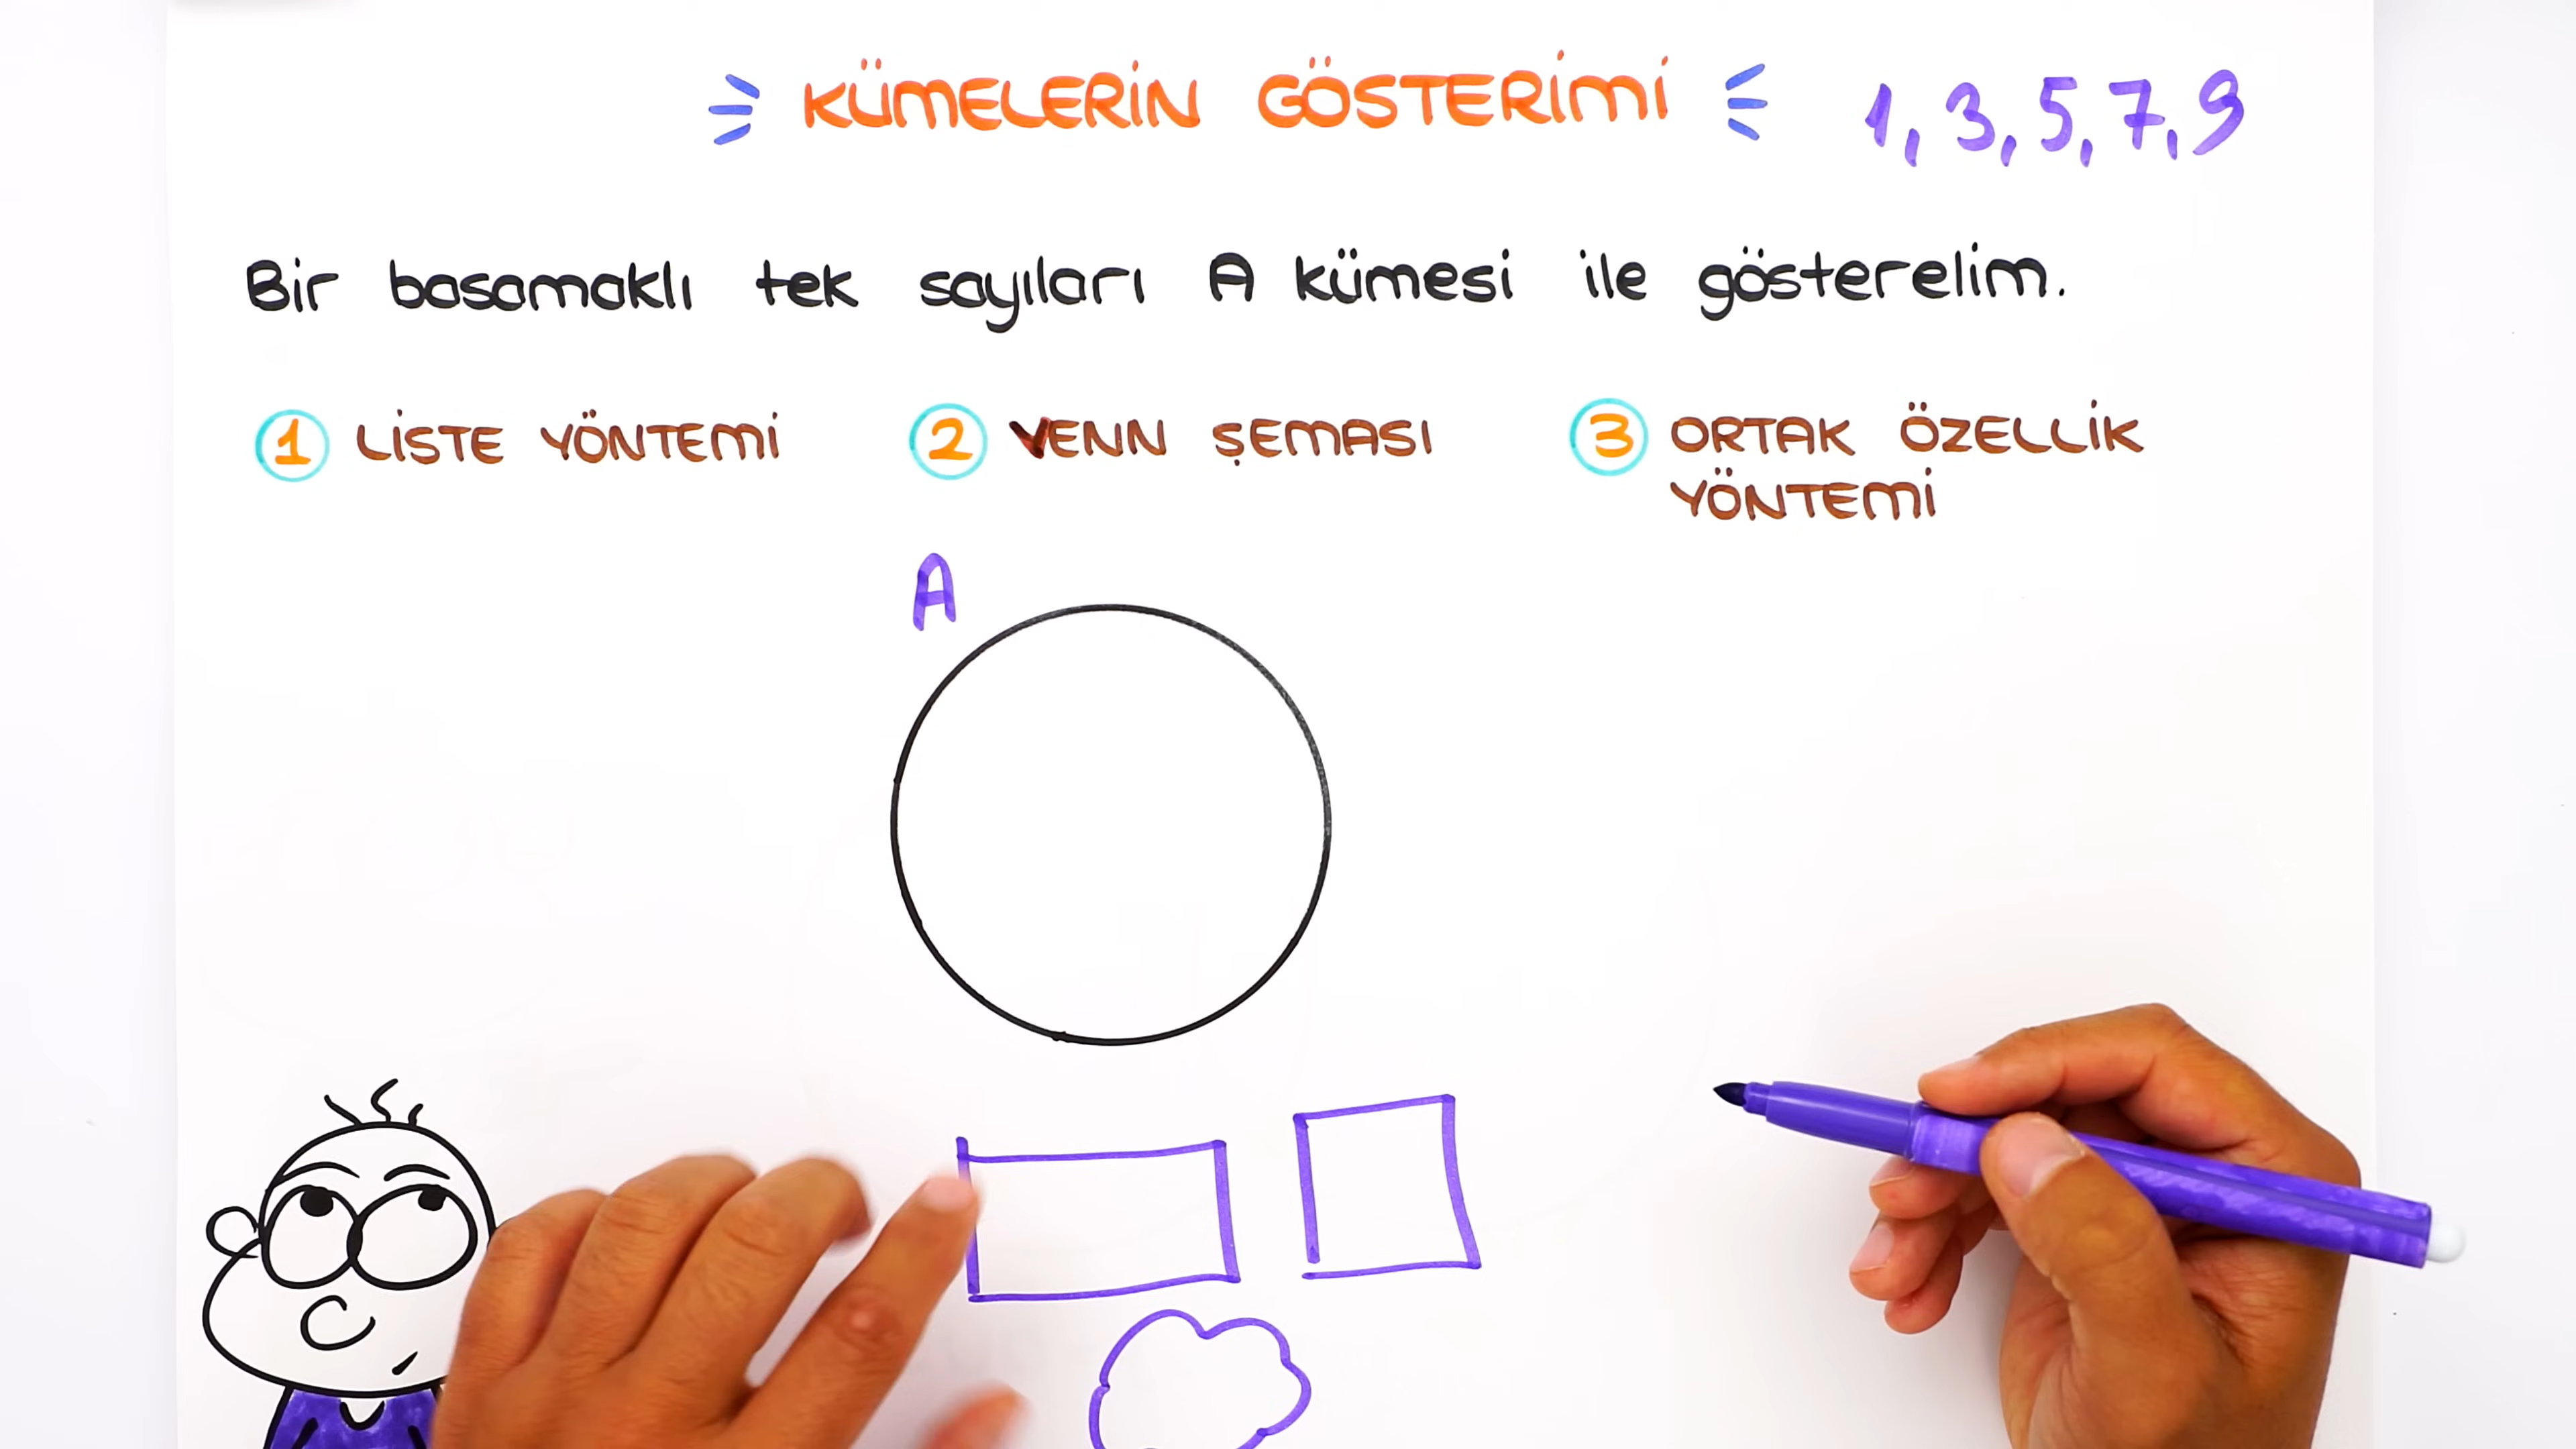 KÜMELERİN GÖSTERİMİ
1, 3, 5, 7, 9
Bir basamaklı tek sayıları A kümesi ile gösterelim.
1 LİSTE YÖNTEMİ
2 VENN ŞEMASI
3 ORTAK ÖZELLİK
YÖNTEMİ
A